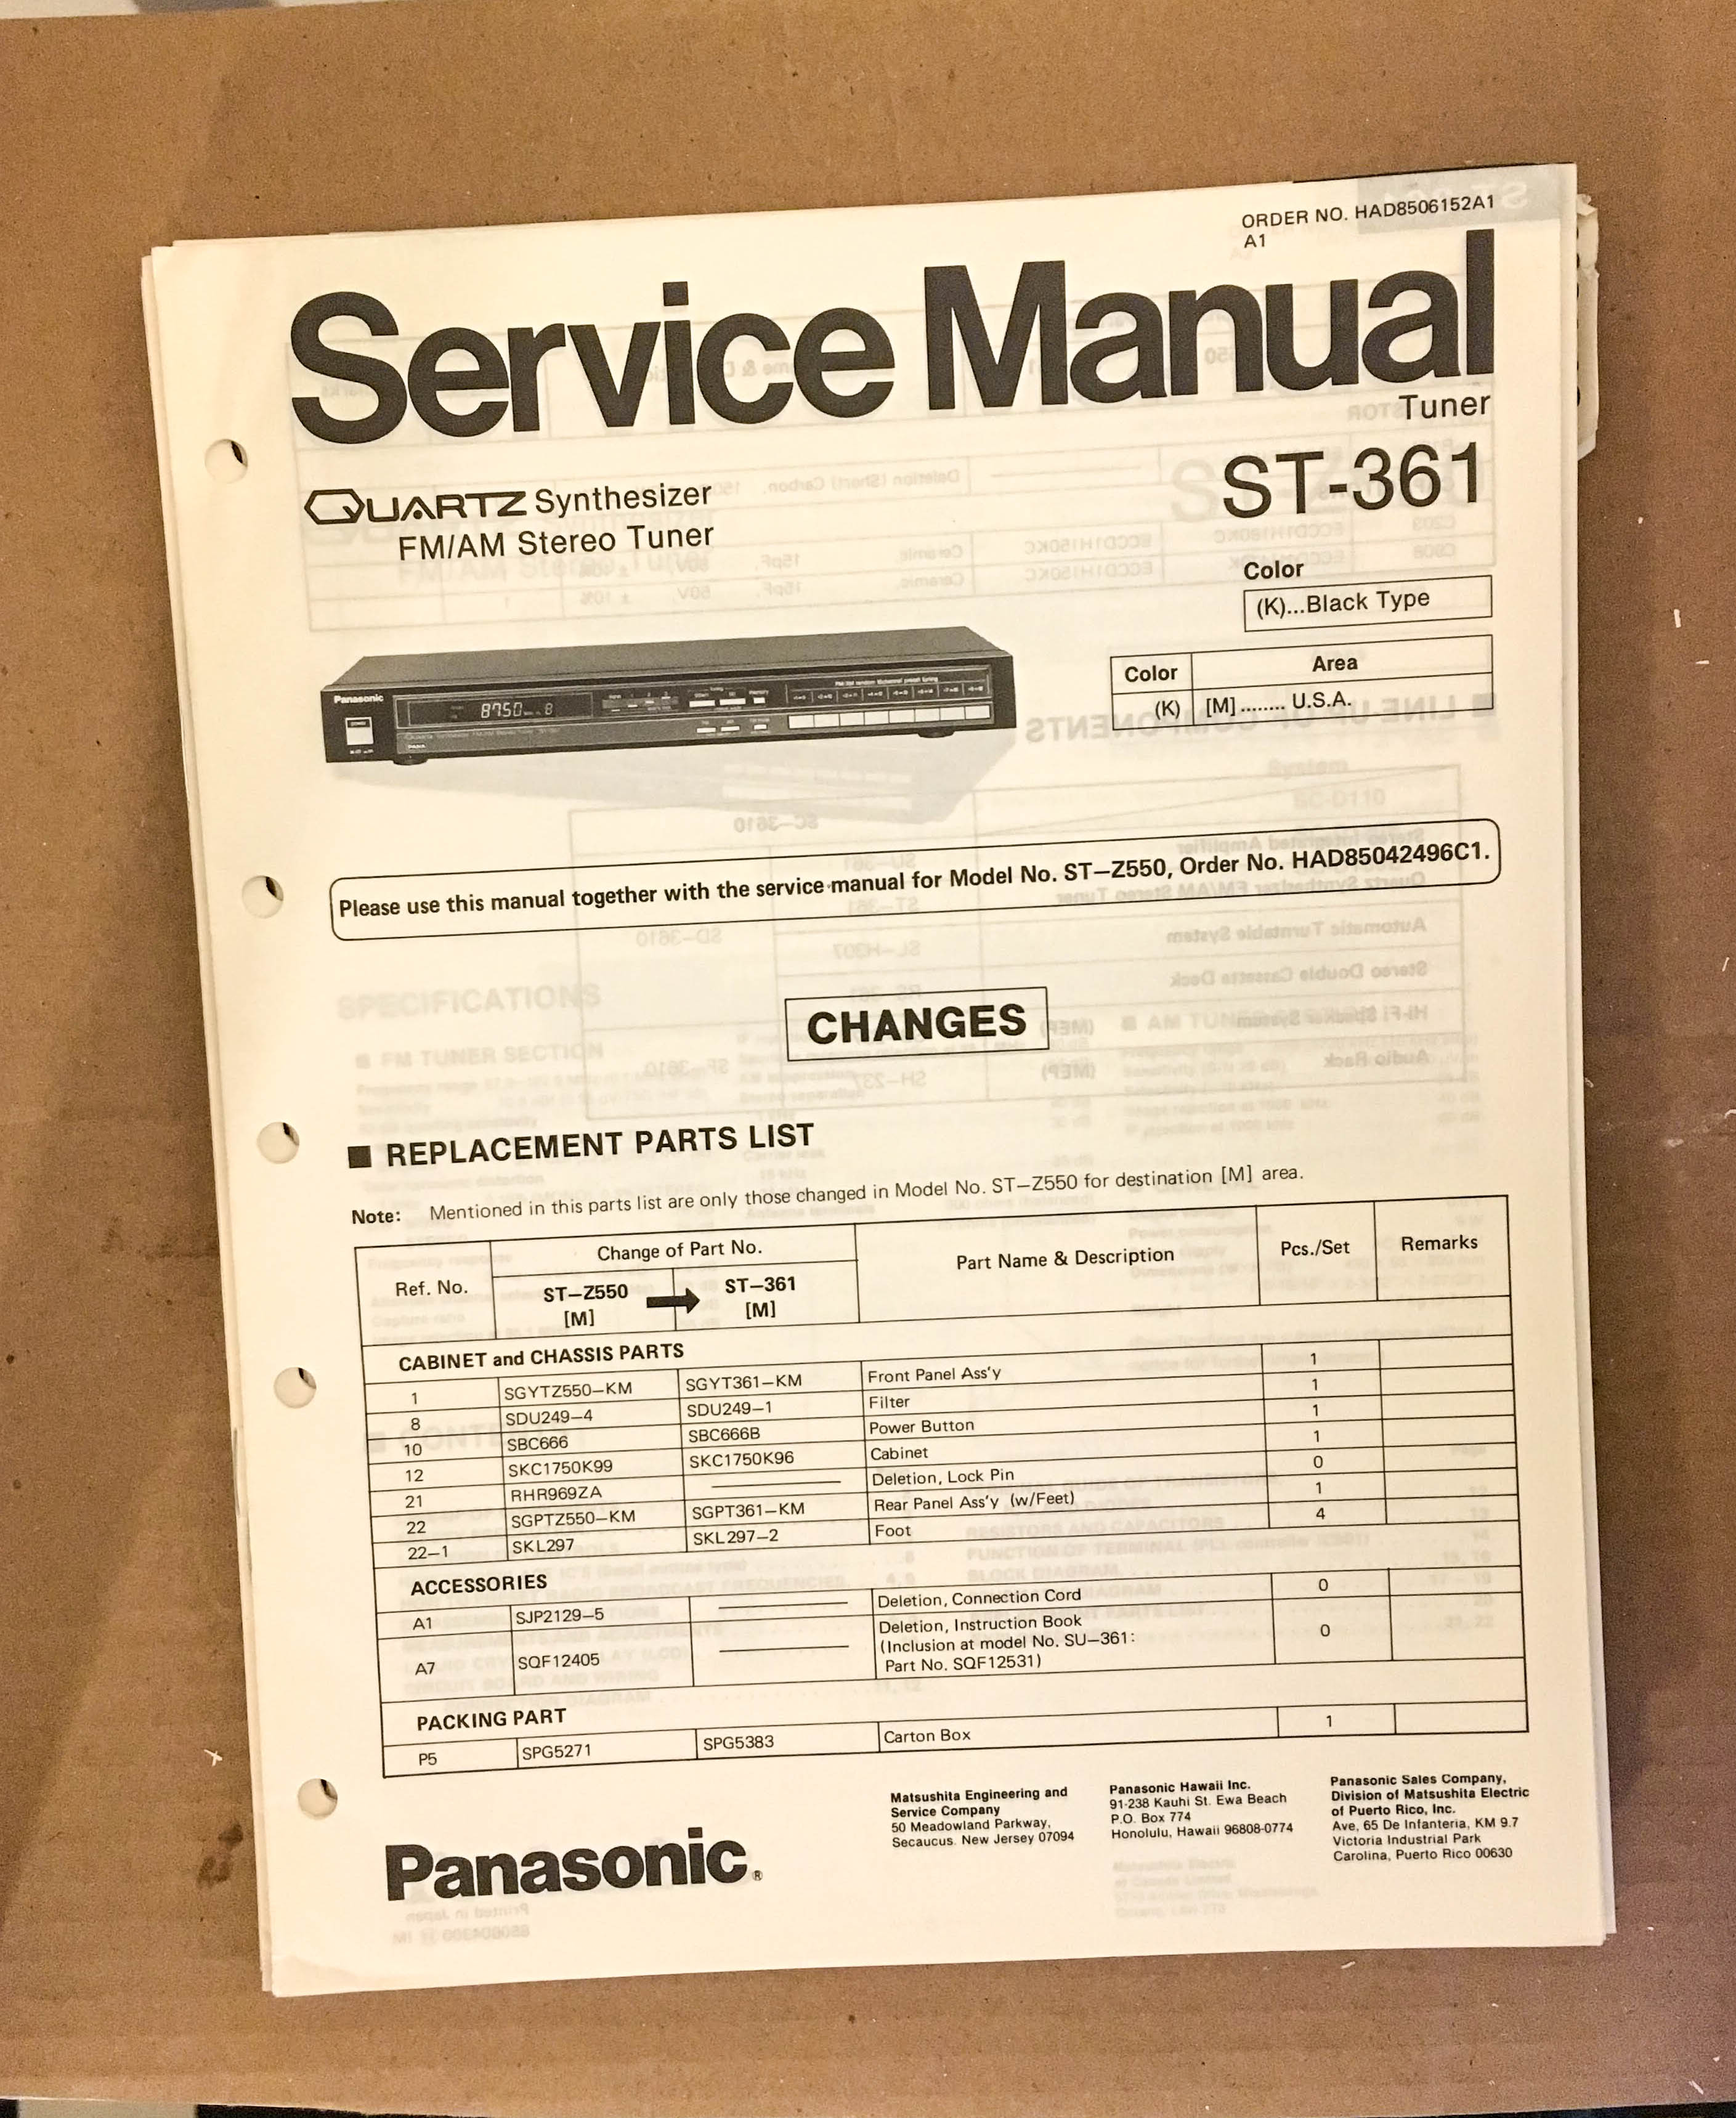 ORDER NO. HAD8506152A1
A1
Service Manual
Tuner
ST-361
QUARTZ Synthesizer
FM/AM Stereo Tuner
Color
(K)...Black Type
Color Area
(K) [M] ........ U.S.A.
Panasonic
8750 8
Please use this manual together with the service manual for Model No. ST–Z550, Order No. HAD85042496C1.
CHANGES
■ REPLACEMENT PARTS LIST
Note: Mentioned in this parts list are only those changed in Model No. ST–Z550 for destination [M] area.
Ref. No. Change of Part No. Part Name & Description Pcs./Set Remarks
ST–Z550 [M] ➡ ST–361 [M]
CABINET and CHASSIS PARTS
1 SGYTZ550–KM SGYT361–KM Front Panel Ass'y 1
8 SDU249–4 SDU249–1 Filter 1
10 SBC666 SBC666B Power Button 1
12 SKC1750K99 SKC1750K96 Cabinet 1
21 RHR969ZA ——— Deletion, Lock Pin 0
22 SGPTZ550–KM SGPT361–KM Rear Panel Ass'y (w/Feet) 1
22–1 SKL297 SKL297–2 Foot 4
ACCESSORIES
A1 SJP2129–5 ——— Deletion, Connection Cord 0
A7 SQF12405 ——— Deletion, Instruction Book 0
(Inclusion at model No. SU–361:
Part No. SQF12531)
PACKING PART
P5 SPG5271 SPG5383 Carton Box 1
Panasonic®
Matsushita Engineering and
Service Company
50 Meadowland Parkway,
Secaucus. New Jersey 07094
Panasonic Hawaii Inc.
91-238 Kauhi St. Ewa Beach
P.O. Box 774
Honolulu, Hawaii 96808-0774
Panasonic Sales Company,
Division of Matsushita Electric
of Puerto Rico, Inc.
Ave, 65 De Infanteria, KM 9.7
Victoria Industrial Park
Carolina, Puerto Rico 00630